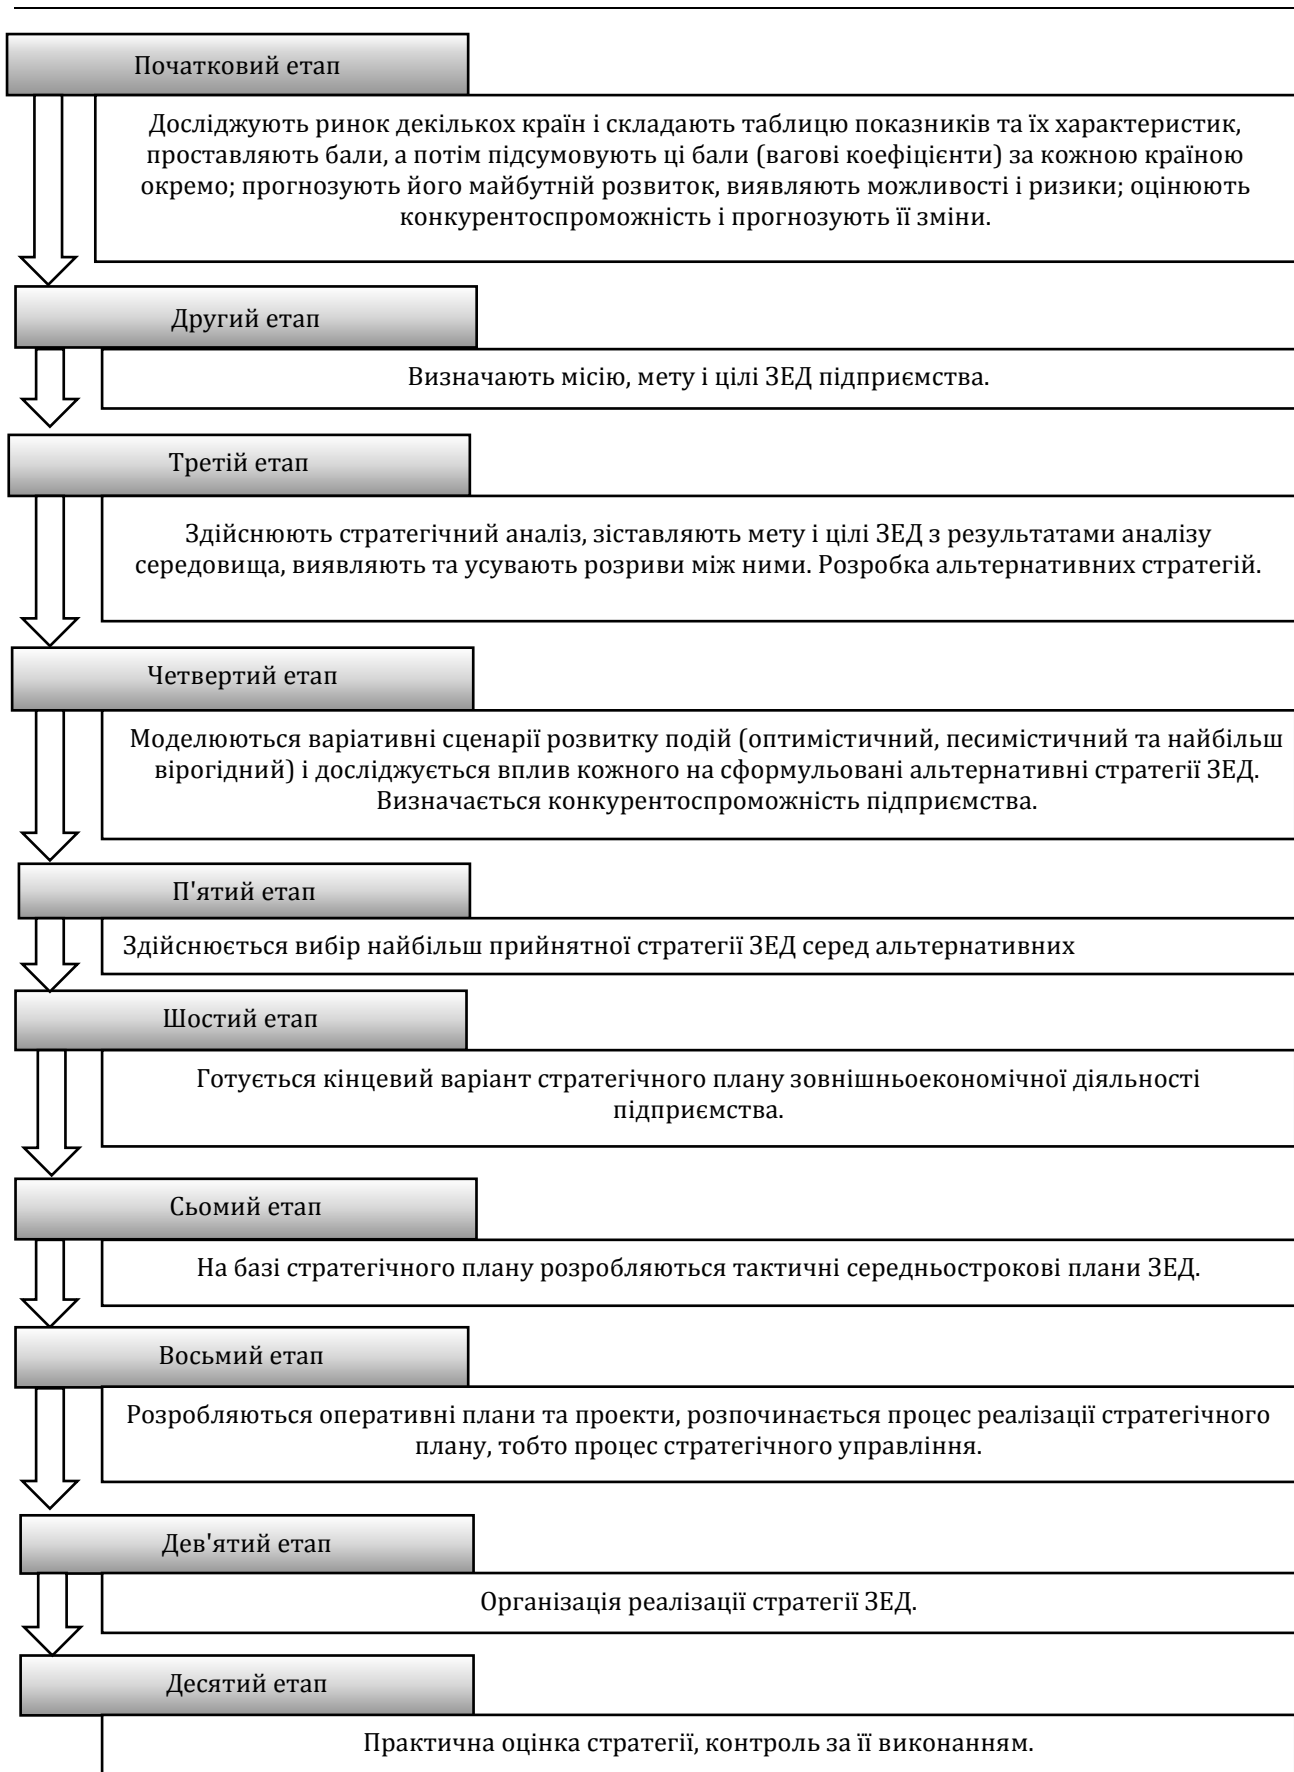 Початковий етап
Досліджують ринок декількох країн і складають таблицю показників та їх характеристик,
проставляють бали, а потім підсумовують ці бали (вагові коефіцієнти) за кожною країною
окремо; прогнозують його майбутній розвиток, виявляють можливості і ризики; оцінюють
конкурентоспроможність і прогнозують її зміни.
Другий етап
Визначають місію, мету і цілі ЗЕД підприємства.
Третій етап
Здійснюють стратегічний аналіз, зіставляють мету і цілі ЗЕД з результатами аналізу
середовища, виявляють та усувають розриви між ними. Розробка альтернативних стратегій.
Четвертий етап
Моделюються варіативні сценарії розвитку подій (оптимістичний, песимістичний та найбільш
вірогідний) і досліджується вплив кожного на сформульовані альтернативні стратегії ЗЕД.
Визначається конкурентоспроможність підприємства.
П'ятий етап
Здійснюється вибір найбільш прийнятної стратегії ЗЕД серед альтернативних
Шостий етап
Готується кінцевий варіант стратегічного плану зовнішньоекономічної діяльності
підприємства.
Сьомий етап
На базі стратегічного плану розробляються тактичні середньострокові плани ЗЕД.
Восьмий етап
Розробляються оперативні плани та проекти, розпочинається процес реалізації стратегічного
плану, тобто процес стратегічного управління.
Дев'ятий етап
Організація реалізації стратегії ЗЕД.
Десятий етап
Практична оцінка стратегії, контроль за її виконанням.